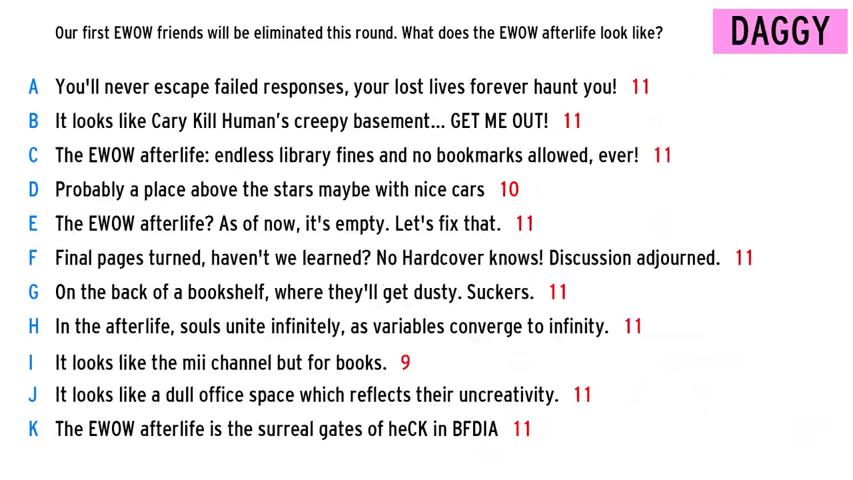 Our first EWOW friends will be eliminated this round. What does the EWOW afterlife look like?
DAGGY
A You'll never escape failed responses, your lost lives forever haunt you! 11
B It looks like Cary Kill Human's creepy basement... GET ME OUT! 11
C The EWOW afterlife: endless library fines and no bookmarks allowed, ever! 11
D Probably a place above the stars maybe with nice cars 10
E The EWOW afterlife? As of now, it's empty. Let's fix that. 11
F Final pages turned, haven't we learned? No Hardcover knows! Discussion adjourned. 11
G On the back of a bookshelf, where they'll get dusty. Suckers. 11
H In the afterlife, souls unite infinitely, as variables converge to infinity. 11
I It looks like the mii channel but for books. 9
J It looks like a dull office space which reflects their uncreativity. 11
K The EWOW afterlife is the surreal gates of heCK in BFDIA 11